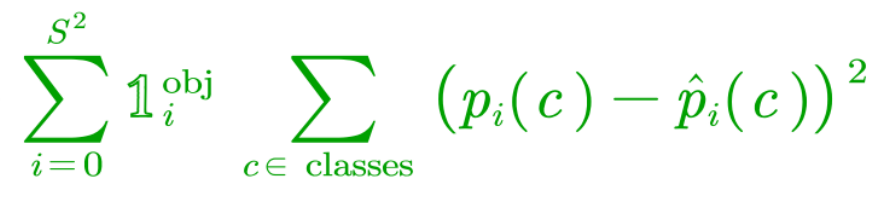 \sum_{i=0}^{S^2} \mathbb{1}_i^{\text{obj}} \sum_{c \in \text{ classes}} \left( p_i(c) - \hat{p}_i(c) \right)^2